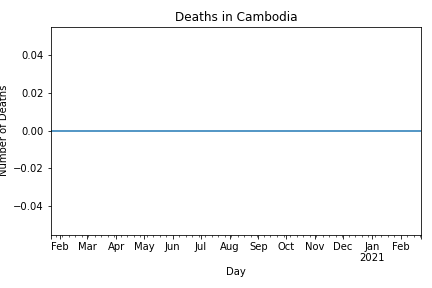 Deaths in Cambodia
0.04
0.02
0.00
−0.02
−0.04
Number of Deaths
Feb Mar Apr May Jun Jul Aug Sep Oct Nov Dec Jan Feb
2021
Day